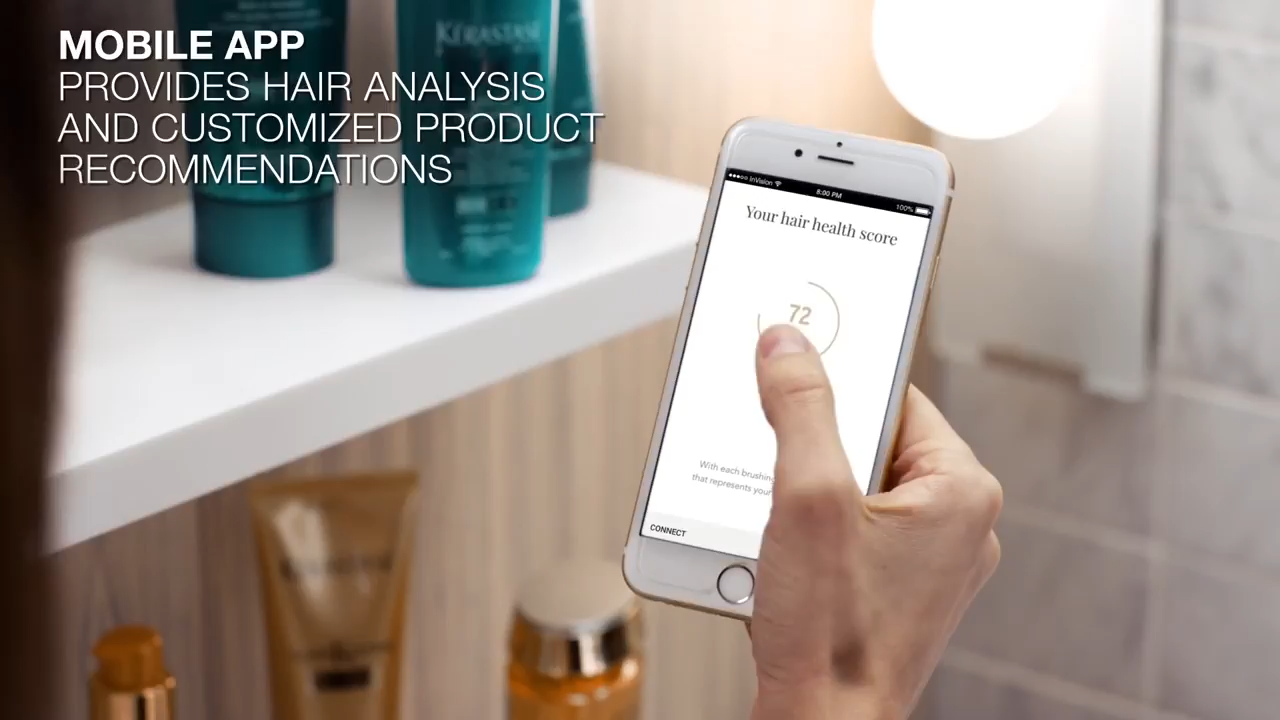 MOBILE APP
PROVIDES HAIR ANALYSIS
AND CUSTOMIZED PRODUCT
RECOMMENDATIONS
KÉRASTASE
InVision
8:00 PM
100%
Your hair health score
72
With each brushing
that represents your
CONNECT